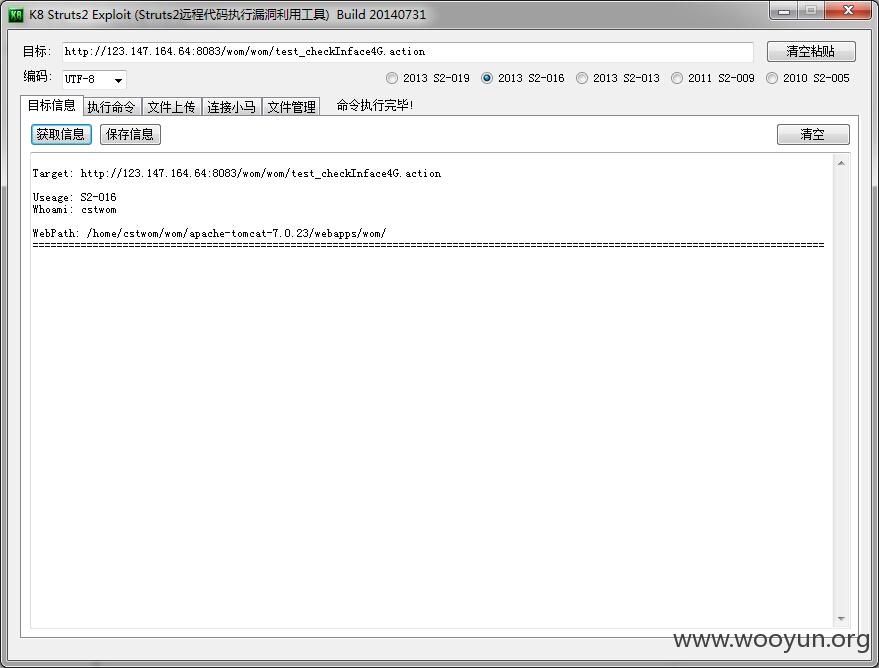 K8 Struts2 Exploit (Struts2远程代码执行漏洞利用工具) Build 20140731
目标: http://123.147.164.64:8083/wom/wom/test_checkInface4G.action 清空粘贴
编码: UTF-8 2013 S2-019 2013 S2-016 2013 S2-013 2011 S2-009 2010 S2-005
目标信息 执行命令 文件上传 连接小马 文件管理 命令执行完毕!
获取信息 保存信息 清空
Target: http://123.147.164.64:8083/wom/wom/test_checkInface4G.action
Useage: S2-016
Whoami: cstwom
WebPath: /home/cstwom/wom/apache-tomcat-7.0.23/webapps/wom/
www.wooyun.org